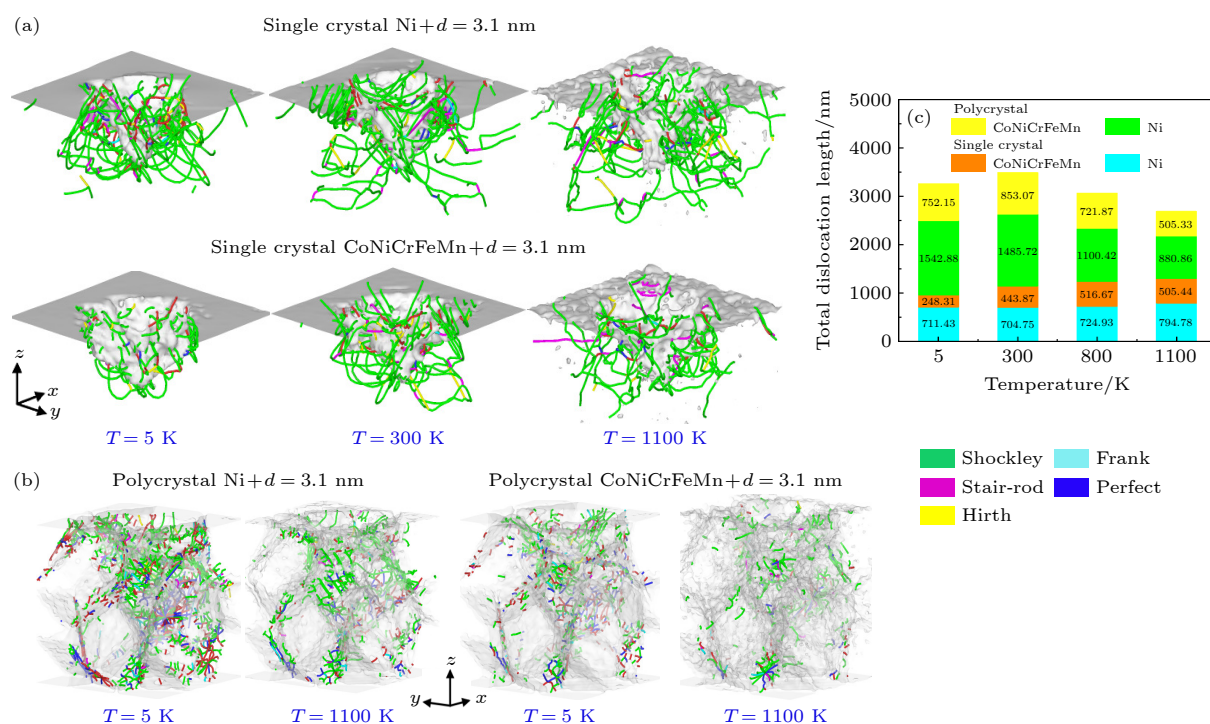 (a)
Single crystal Ni+d = 3.1 nm
Single crystal CoNiCrFeMn+d = 3.1 nm
z
x
y
T = 5 K
T = 300 K
T = 1100 K
(b)
Polycrystal Ni+d = 3.1 nm
Polycrystal CoNiCrFeMn+d = 3.1 nm
z
y
x
T = 5 K
T = 1100 K
T = 5 K
T = 1100 K
(c)
Polycrystal
CoNiCrFeMn
Ni
Single crystal
CoNiCrFeMn
Ni
Total dislocation length/nm
5000
4000
3000
2000
1000
0
752.15
853.07
721.87
505.33
1542.88
1485.72
1100.42
880.86
248.31
443.87
516.67
505.44
711.43
704.75
724.93
794.78
5
300
800
1100
Temperature/K
Shockley
Frank
Stair-rod
Perfect
Hirth